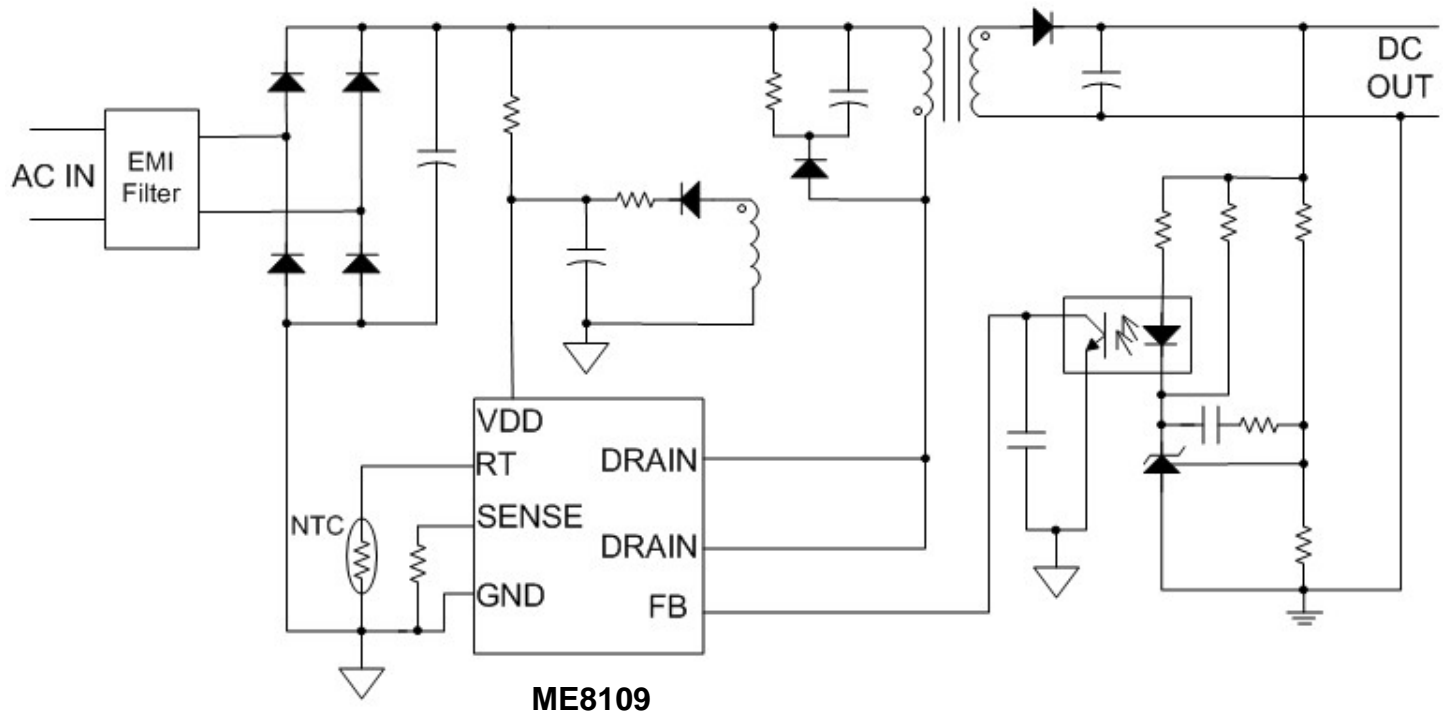 DC
OUT
AC IN
EMI
Filter
VDD
RT
DRAIN
NTC
SENSE
DRAIN
GND
FB
ME8109